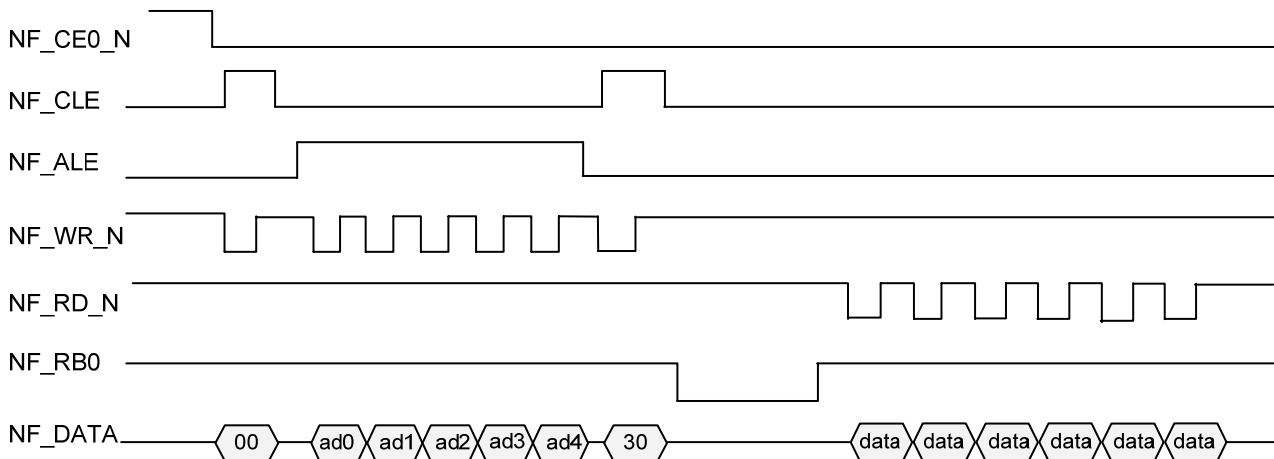 NF_CE0_N
NF_CLE
NF_ALE
NF_WR_N
NF_RD_N
NF_RB0
NF_DATA 00 ad0 ad1 ad2 ad3 ad4 30 data data data data data data